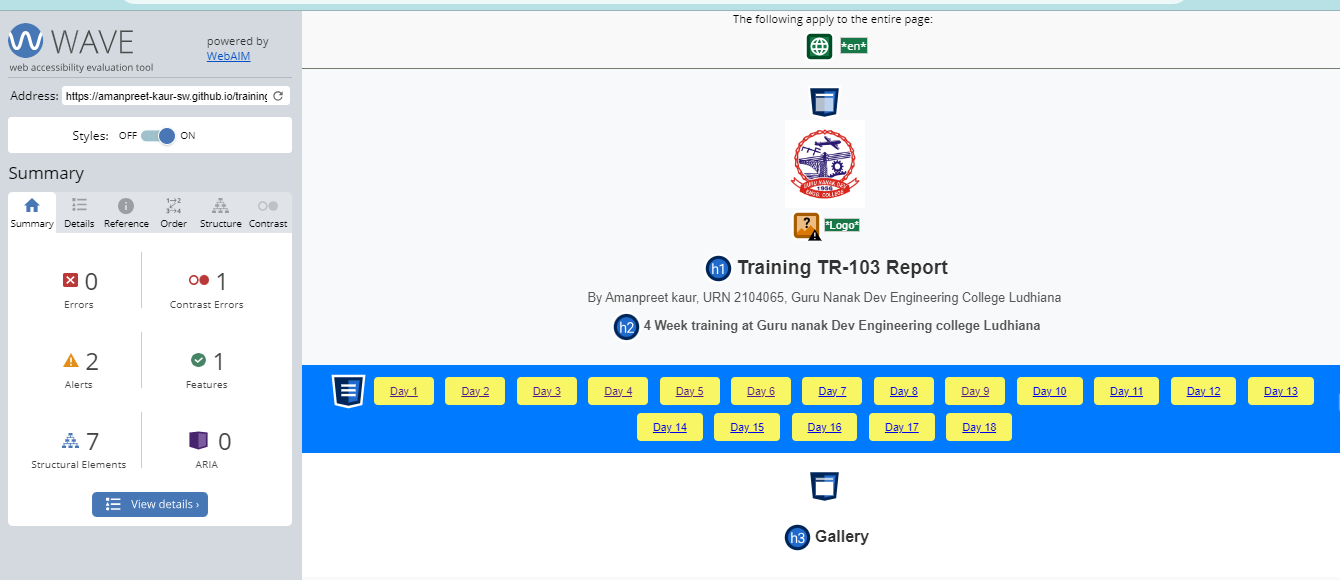 WAVE
web accessibility evaluation tool
powered by
WebAIM
Address: https://amanpreet-kaur-sw.github.io/training
Styles: OFF ON
Summary
Summary Details Reference Order Structure Contrast
0
Errors
1
Contrast Errors
2
Alerts
1
Features
7
Structural Elements
0
ARIA
View details ›
The following apply to the entire page:
*en*
GURU NANAK DEV
1956
ENGG. COLLEGE
*Logo*
h1 Training TR-103 Report
By Amanpreet kaur, URN 2104065, Guru Nanak Dev Engineering College Ludhiana
h2 4 Week training at Guru nanak Dev Engineering college Ludhiana
Day 1 Day 2 Day 3 Day 4 Day 5 Day 6 Day 7 Day 8 Day 9 Day 10 Day 11 Day 12 Day 13
Day 14 Day 15 Day 16 Day 17 Day 18
h3 Gallery